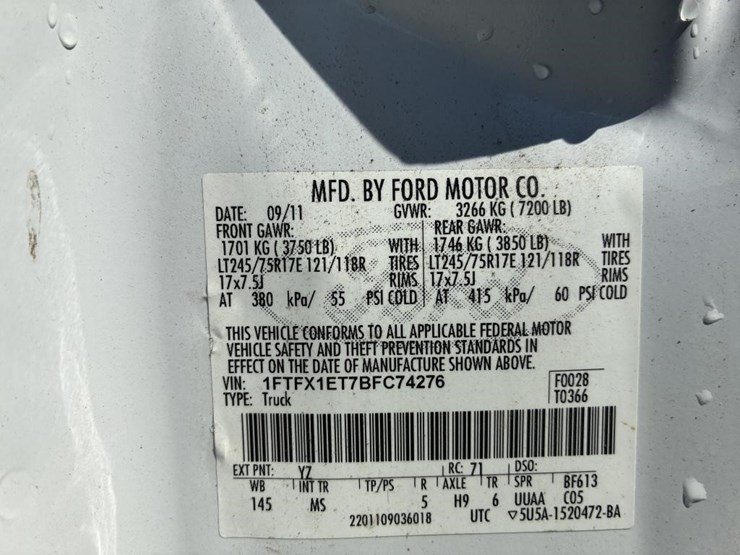 MFD. BY FORD MOTOR CO.
DATE: 09/11 GVWR: 3266 KG ( 7200 LB)
FRONT GAWR: REAR GAWR:
1701 KG ( 3750 LB) WITH 1746 KG ( 3850 LB) WITH
LT245/75R17E 121/118R TIRES LT245/75R17E 121/118R TIRES
17x7.5J RIMS 17x7.5J RIMS
AT 380 kPa/ 55 PSI COLD AT 415 kPa/ 60 PSI COLD
THIS VEHICLE CONFORMS TO ALL APPLICABLE FEDERAL MOTOR
VEHICLE SAFETY AND THEFT PREVENTION STANDARDS IN
EFFECT ON THE DATE OF MANUFACTURE SHOWN ABOVE.
VIN: 1FTFX1ET7BFC74276 F0028
TYPE: Truck T0366
EXT PNT: YZ RC: 71 DSO:
WB INT TR TP/PS R AXLE TR SPR BF613
145 MS 5 H9 6 UUAA C05
2201109036018 UTC ▽5U5A-1520472-BA